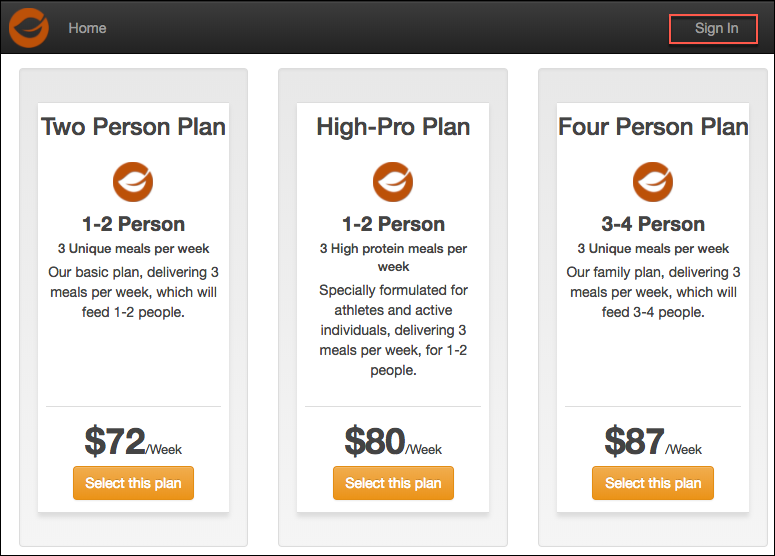 Home
Sign In
Two Person Plan
1-2 Person
3 Unique meals per week
Our basic plan, delivering 3
meals per week, which will
feed 1-2 people.
$72/Week
Select this plan
High-Pro Plan
1-2 Person
3 High protein meals per
week
Specially formulated for
athletes and active
individuals, delivering 3
meals per week, for 1-2
people.
$80/Week
Select this plan
Four Person Plan
3-4 Person
3 Unique meals per week
Our family plan, delivering 3
meals per week, which will
feed 3-4 people.
$87/Week
Select this plan